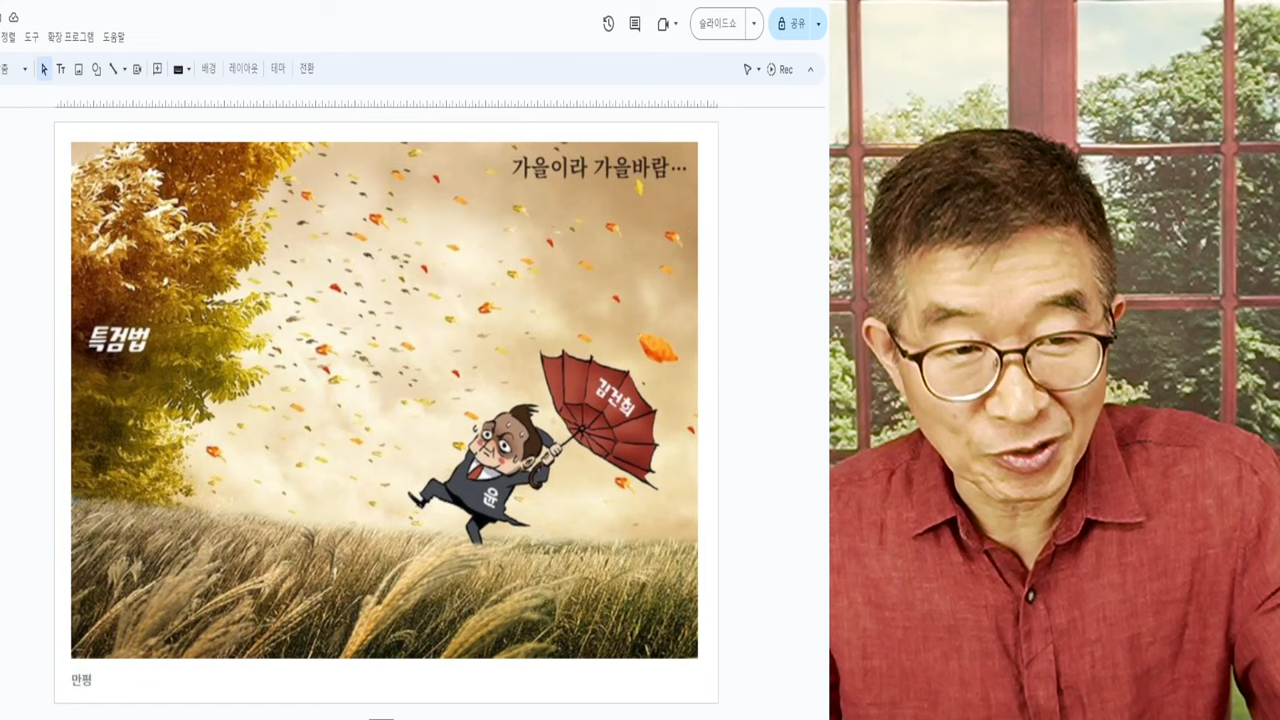 정렬 도구 확장 프로그램 도움말
슬라이드쇼
공유
춤
Tт
배경 레이아웃 테마 전환
Rec
가을이라 가을바람···
특검법
김건희
윤
만평